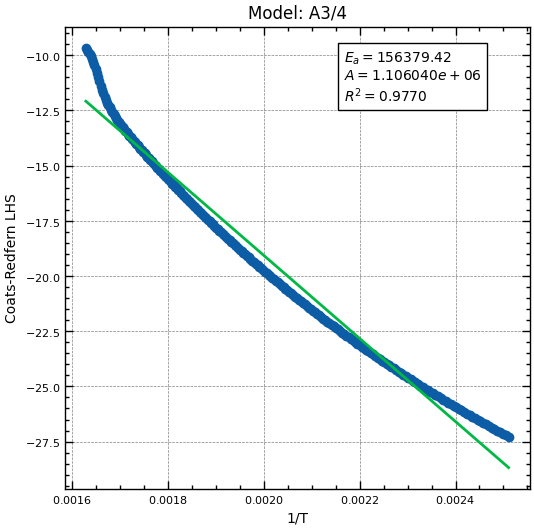 Model: A3/4
E_a = 156379.42
A = 1.106040e + 06
R^2 = 0.9770
−10.0
−12.5
−15.0
−17.5
−20.0
−22.5
−25.0
−27.5
Coats-Redfern LHS
0.0016 0.0018 0.0020 0.0022 0.0024
1/T